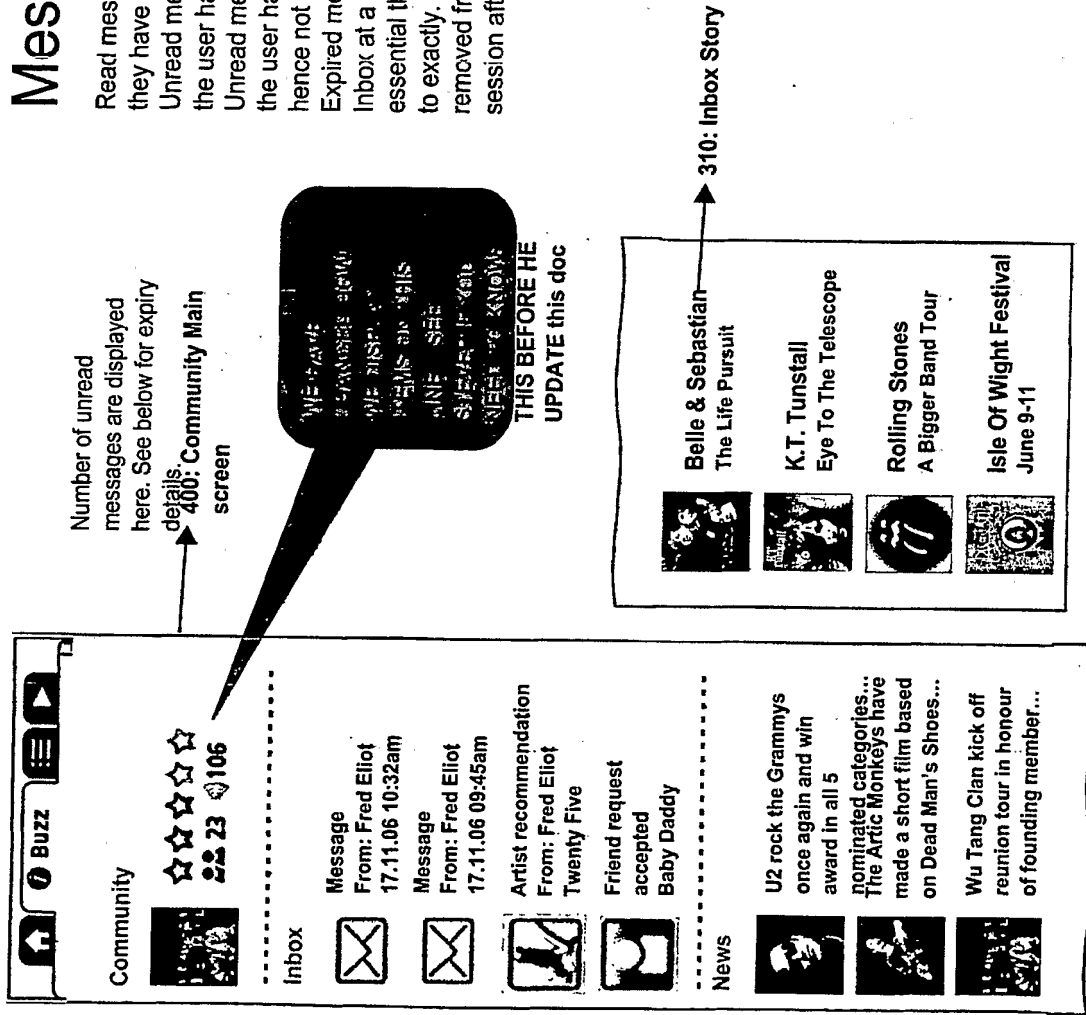 Mes
Read mes
they have
Unread me
the user ha
Unread me
the user ha
hence not
Expired me
Inbox at a
essential th
to exactly.
removed fr
session aft
Number of unread
messages are displayed
here. See below for expiry
details.
400: Community Main
screen
Buzz
Community
23 106
Inbox
Message
From: Fred Eliot
17.11.06 10:32am
Message
From: Fred Eliot
17.11.06 09:45am
Artist recommendation
From: Fred Eliot
Twenty Five
Friend request
accepted
Baby Daddy
News
U2 rock the Grammys
once again and win
award in all 5
nominated categories...
The Artic Monkeys have
made a short film based
on Dead Man's Shoes...
Wu Tang Clan kick off
reunion tour in honour
of founding member...
WE HAVE
WE
THIS
SEE
KNOW
THIS BEFORE HE
UPDATE this doc
Belle & Sebastian
The Life Pursuit
310: Inbox Story
K.T. Tunstall
Eye To The Telescope
Rolling Stones
A Bigger Band Tour
Isle Of Wight Festival
June 9-11